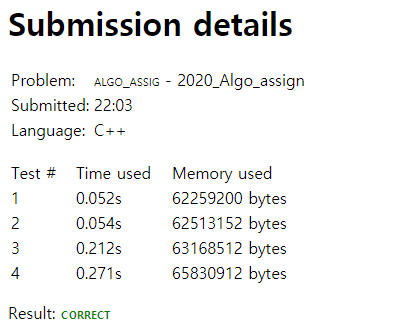 Submission details
Problem: ALGO_ASSIG - 2020_Algo_assign
Submitted: 22:03
Language: C++
Test # Time used Memory used
1 0.052s 62259200 bytes
2 0.054s 62513152 bytes
3 0.212s 63168512 bytes
4 0.271s 65830912 bytes
Result: CORRECT